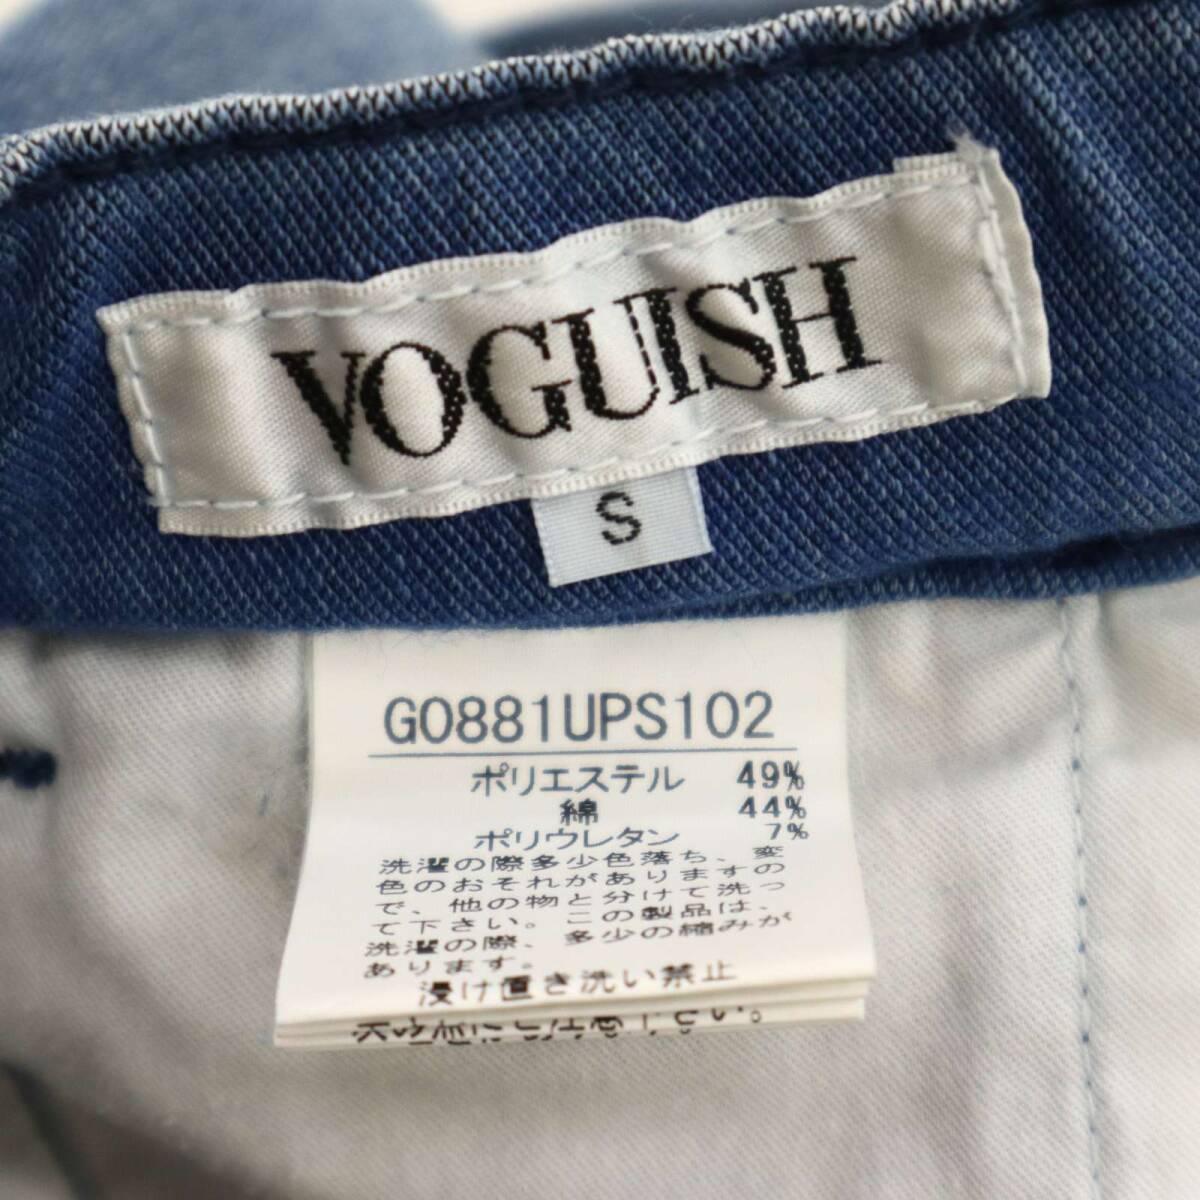 VOGUISH
S
GO881UPS102
ポリエステル 49%
綿 44%
ポリウレタン 7%
洗濯の際多少色落ち、変
色のおそれがありますの
で、他の物と分けて洗っ
て下さい。この製品は、
洗濯の際、多少の縮みが
あります。
浸け置き洗い禁止